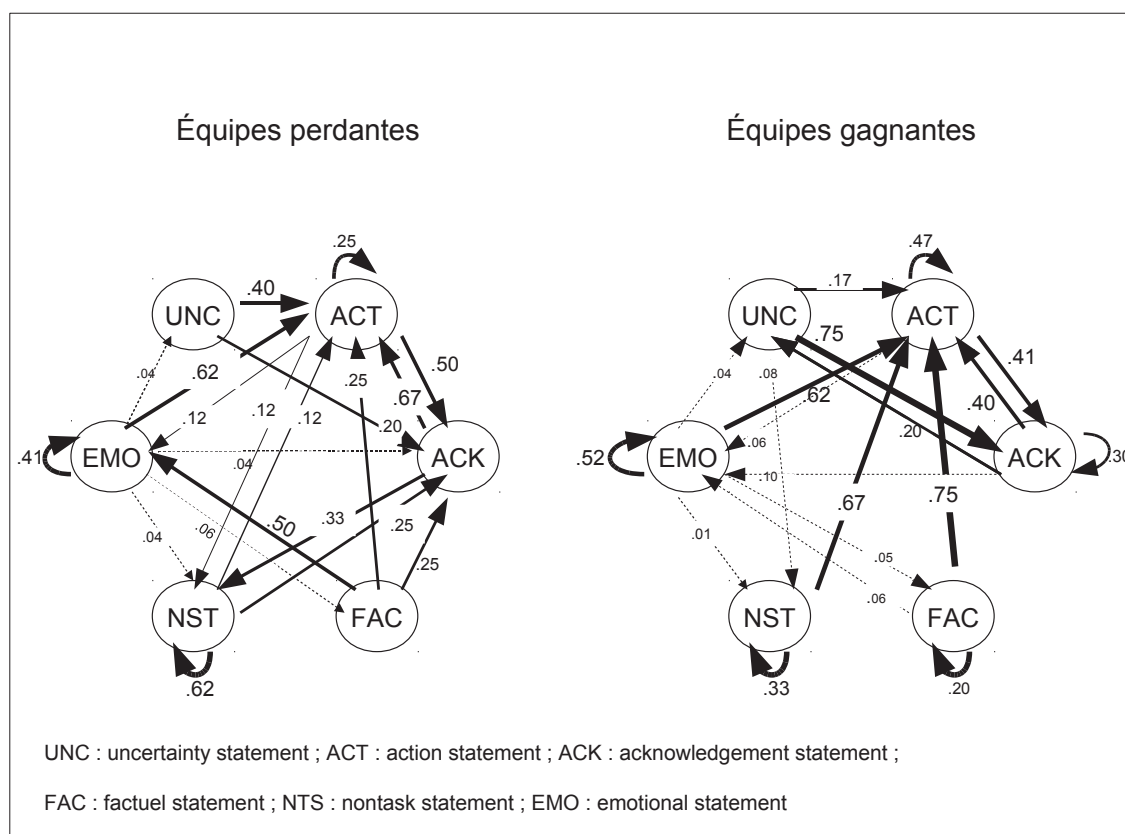 Équipes perdantes
Équipes gagnantes
.25
UNC
.40
ACT
.04
.62
.50
.25
.67
.12
.12
.12
.20
.41
EMO
.04
ACK
.04
.06
.50
.33
.25
.25
NST
FAC
.62
.47
UNC
.17
ACT
.75
.04
.08
.41
.62
.40
.06
.20
.52
EMO
.10
ACK
.30
.67
.75
.01
.05
.06
NST
FAC
.33
.20
UNC : uncertainty statement ; ACT : action statement ; ACK : acknowledgement statement ;
FAC : factuel statement ; NTS : nontask statement ; EMO : emotional statement